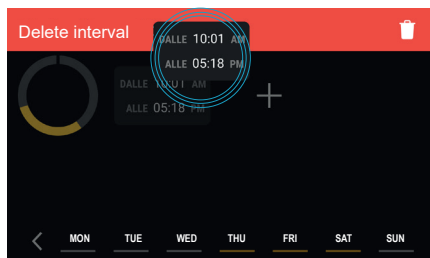 Delete interval
DALLE 10:01 AM
ALLE 05:18 PM
DALLE 10:01 AM
ALLE 05:18 PM
MON TUE WED THU FRI SAT SUN